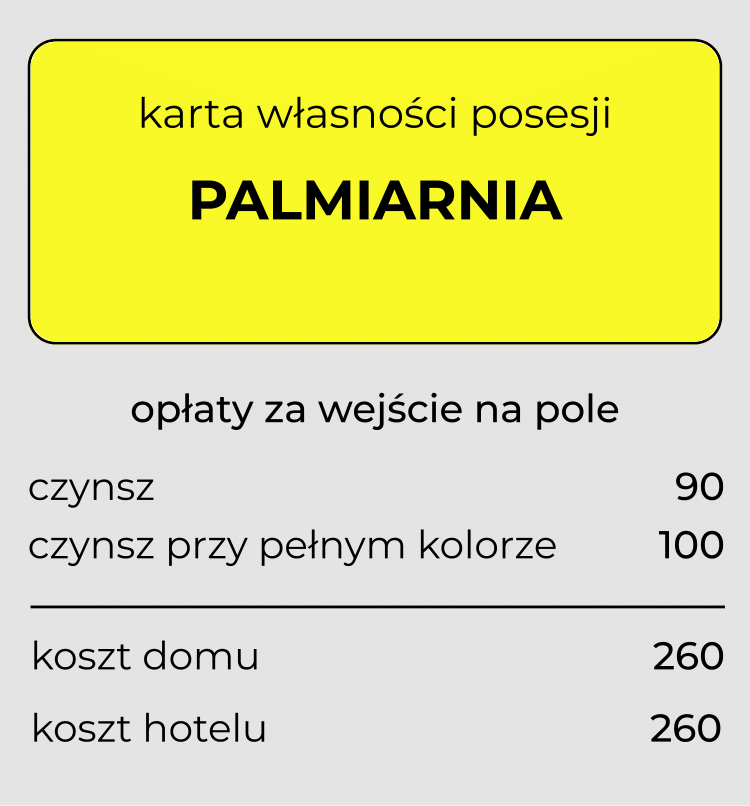 karta własności posesji
PALMIARNIA
opłaty za wejście na pole
czynsz 90
czynsz przy pełnym kolorze 100
koszt domu 260
koszt hotelu 260